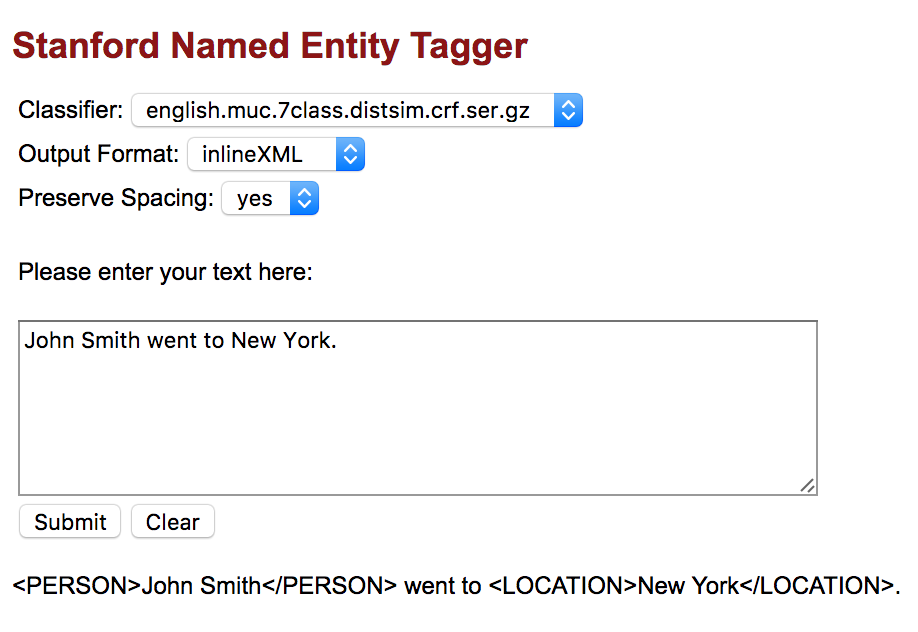 Stanford Named Entity Tagger
Classifier: english.muc.7class.distsim.crf.ser.gz
Output Format: inlineXML
Preserve Spacing: yes
Please enter your text here:
John Smith went to New York.
Submit Clear
<PERSON>John Smith</PERSON> went to <LOCATION>New York</LOCATION>.